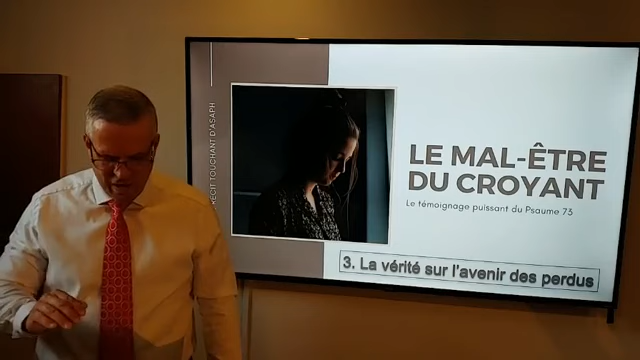 RÉCIT TOUCHANT D'ASAPH
LE MAL-ÊTRE
DU CROYANT
Le témoignage puissant du Psaume 73
3. La vérité sur l'avenir des perdus